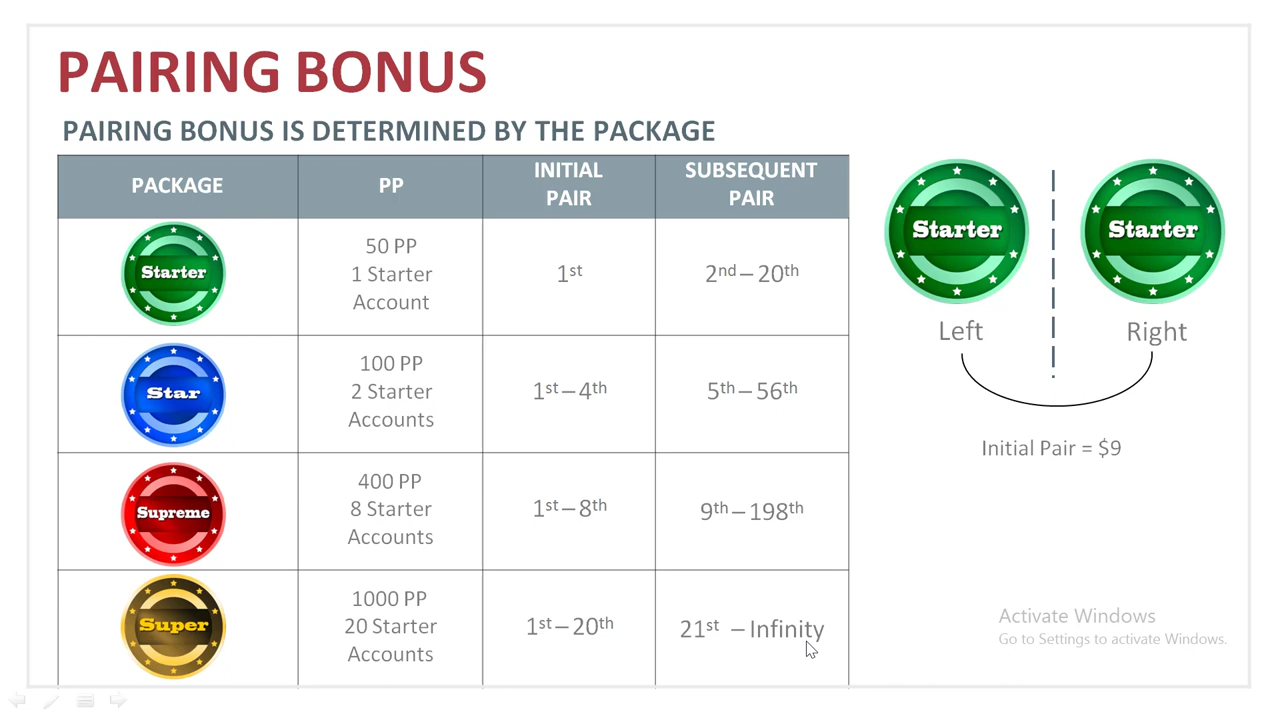 PAIRING BONUS
PAIRING BONUS IS DETERMINED BY THE PACKAGE
PACKAGE
PP
INITIAL
PAIR
SUBSEQUENT
PAIR
Starter
50 PP
1 Starter
Account
1st
2nd – 20th
Star
100 PP
2 Starter
Accounts
1st – 4th
5th – 56th
Supreme
400 PP
8 Starter
Accounts
1st – 8th
9th – 198th
Super
1000 PP
20 Starter
Accounts
1st – 20th
21st – Infinity
Starter
Starter
Left
Right
Initial Pair = $9
Activate Windows
Go to Settings to activate Windows.